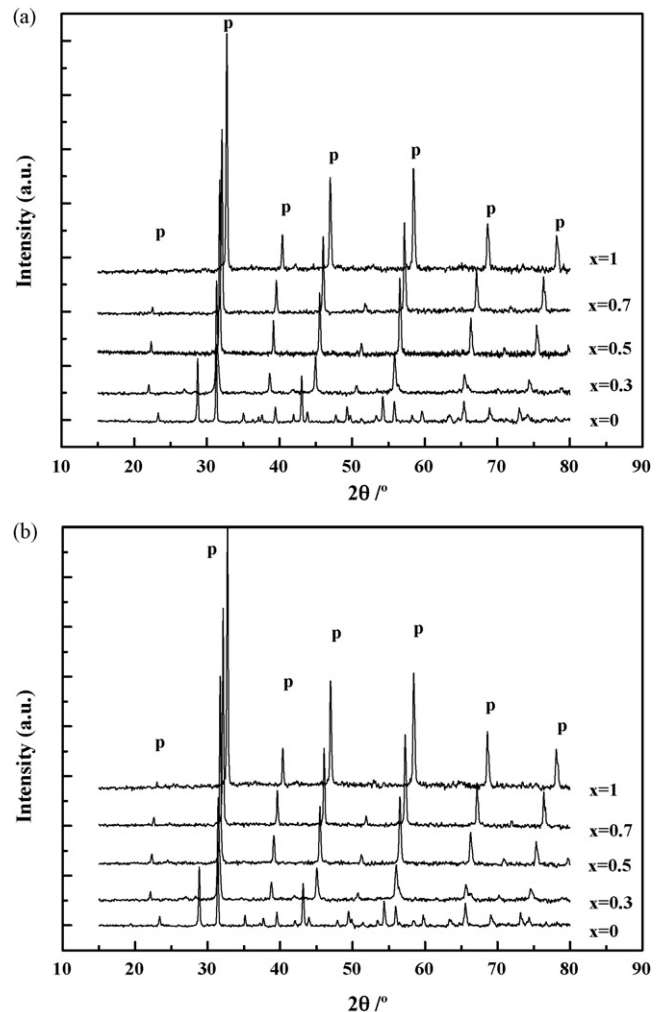 (a)
p
p
p
p
p
p
p
Intensity (a.u.)
x=1
x=0.7
x=0.5
x=0.3
x=0
10 20 30 40 50 60 70 80 90
2θ /º
(b)
p
p
p
p
p
p
p
Intensity (a.u.)
x=1
x=0.7
x=0.5
x=0.3
x=0
10 20 30 40 50 60 70 80 90
2θ /º